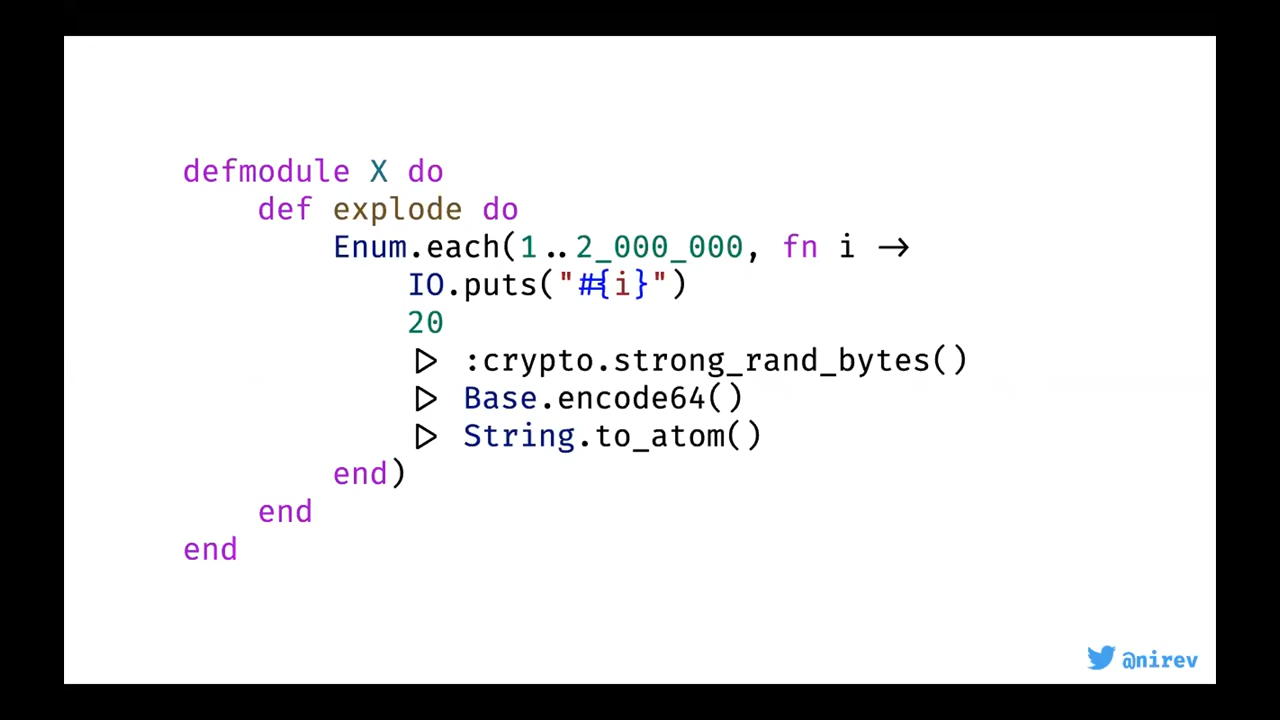 defmodule X do
    def explode do
        Enum.each(1..2_000_000, fn i ->
            IO.puts("#{i}")
            20
            |> :crypto.strong_rand_bytes()
            |> Base.encode64()
            |> String.to_atom()
        end)
    end
end
@nirev